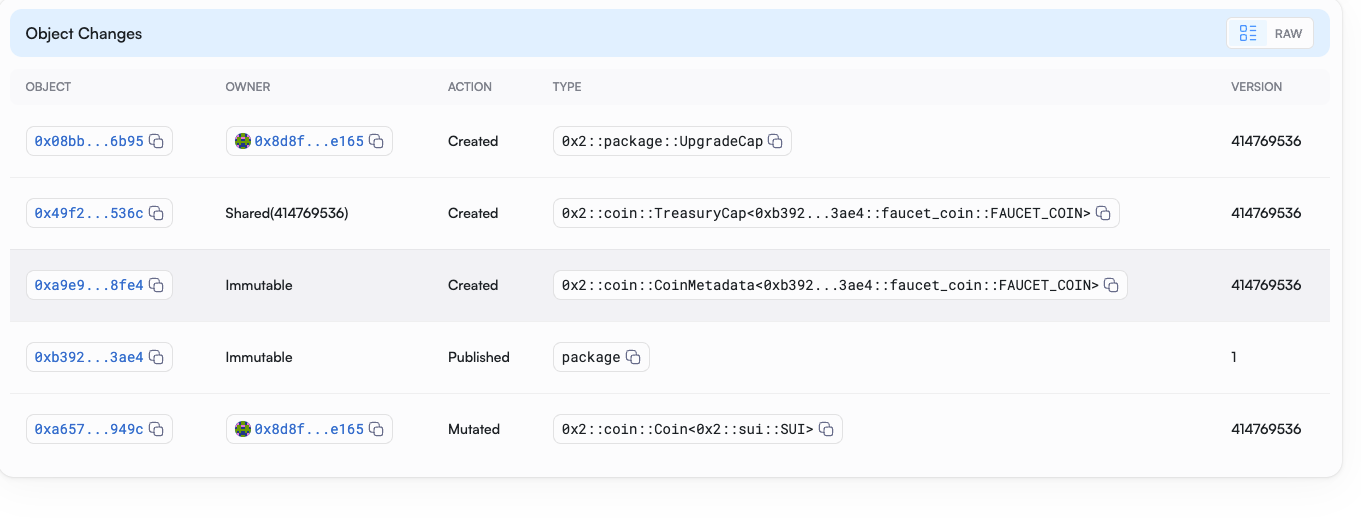 Object Changes
RAW
OBJECT OWNER ACTION TYPE VERSION
0x08bb...6b95 0x8d8f...e165 Created 0x2::package::UpgradeCap 414769536
0x49f2...536c Shared(414769536) Created 0x2::coin::TreasuryCap<0xb392...3ae4::faucet_coin::FAUCET_COIN> 414769536
0xa9e9...8fe4 Immutable Created 0x2::coin::CoinMetadata<0xb392...3ae4::faucet_coin::FAUCET_COIN> 414769536
0xb392...3ae4 Immutable Published package 1
0xa657...949c 0x8d8f...e165 Mutated 0x2::coin::Coin<0x2::sui::SUI> 414769536